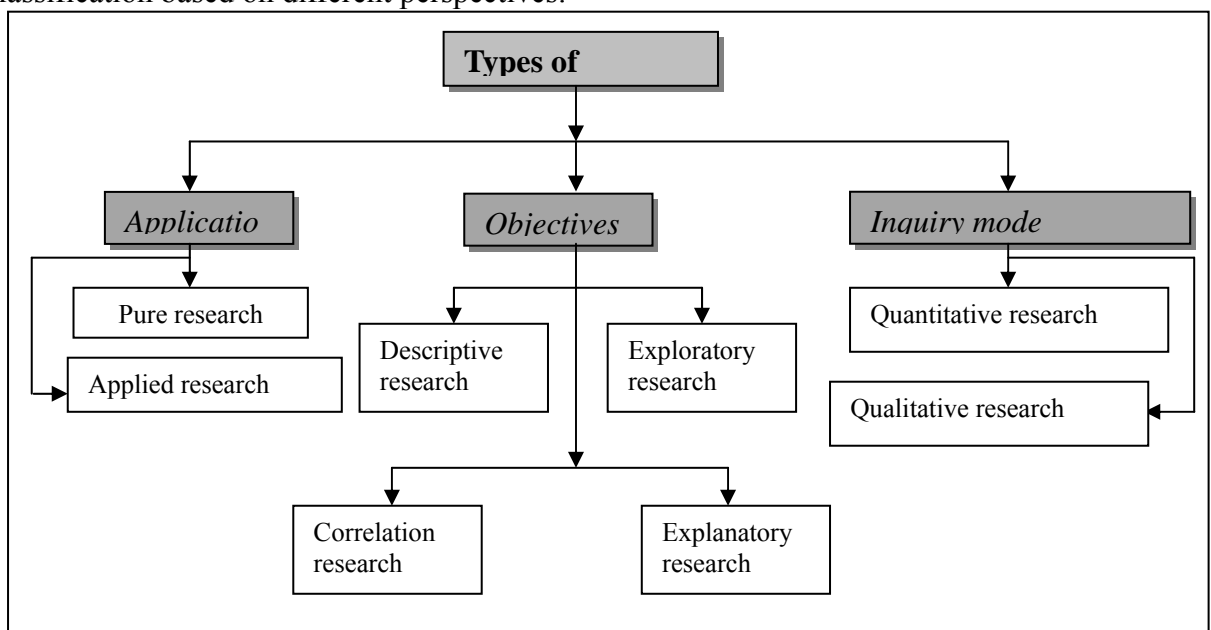 lassification based on different perspectives.
Types of
Applicatio
Objectives
Inquiry mode
Pure research
Applied research
Descriptive
research
Exploratory
research
Quantitative research
Qualitative research
Correlation
research
Explanatory
research